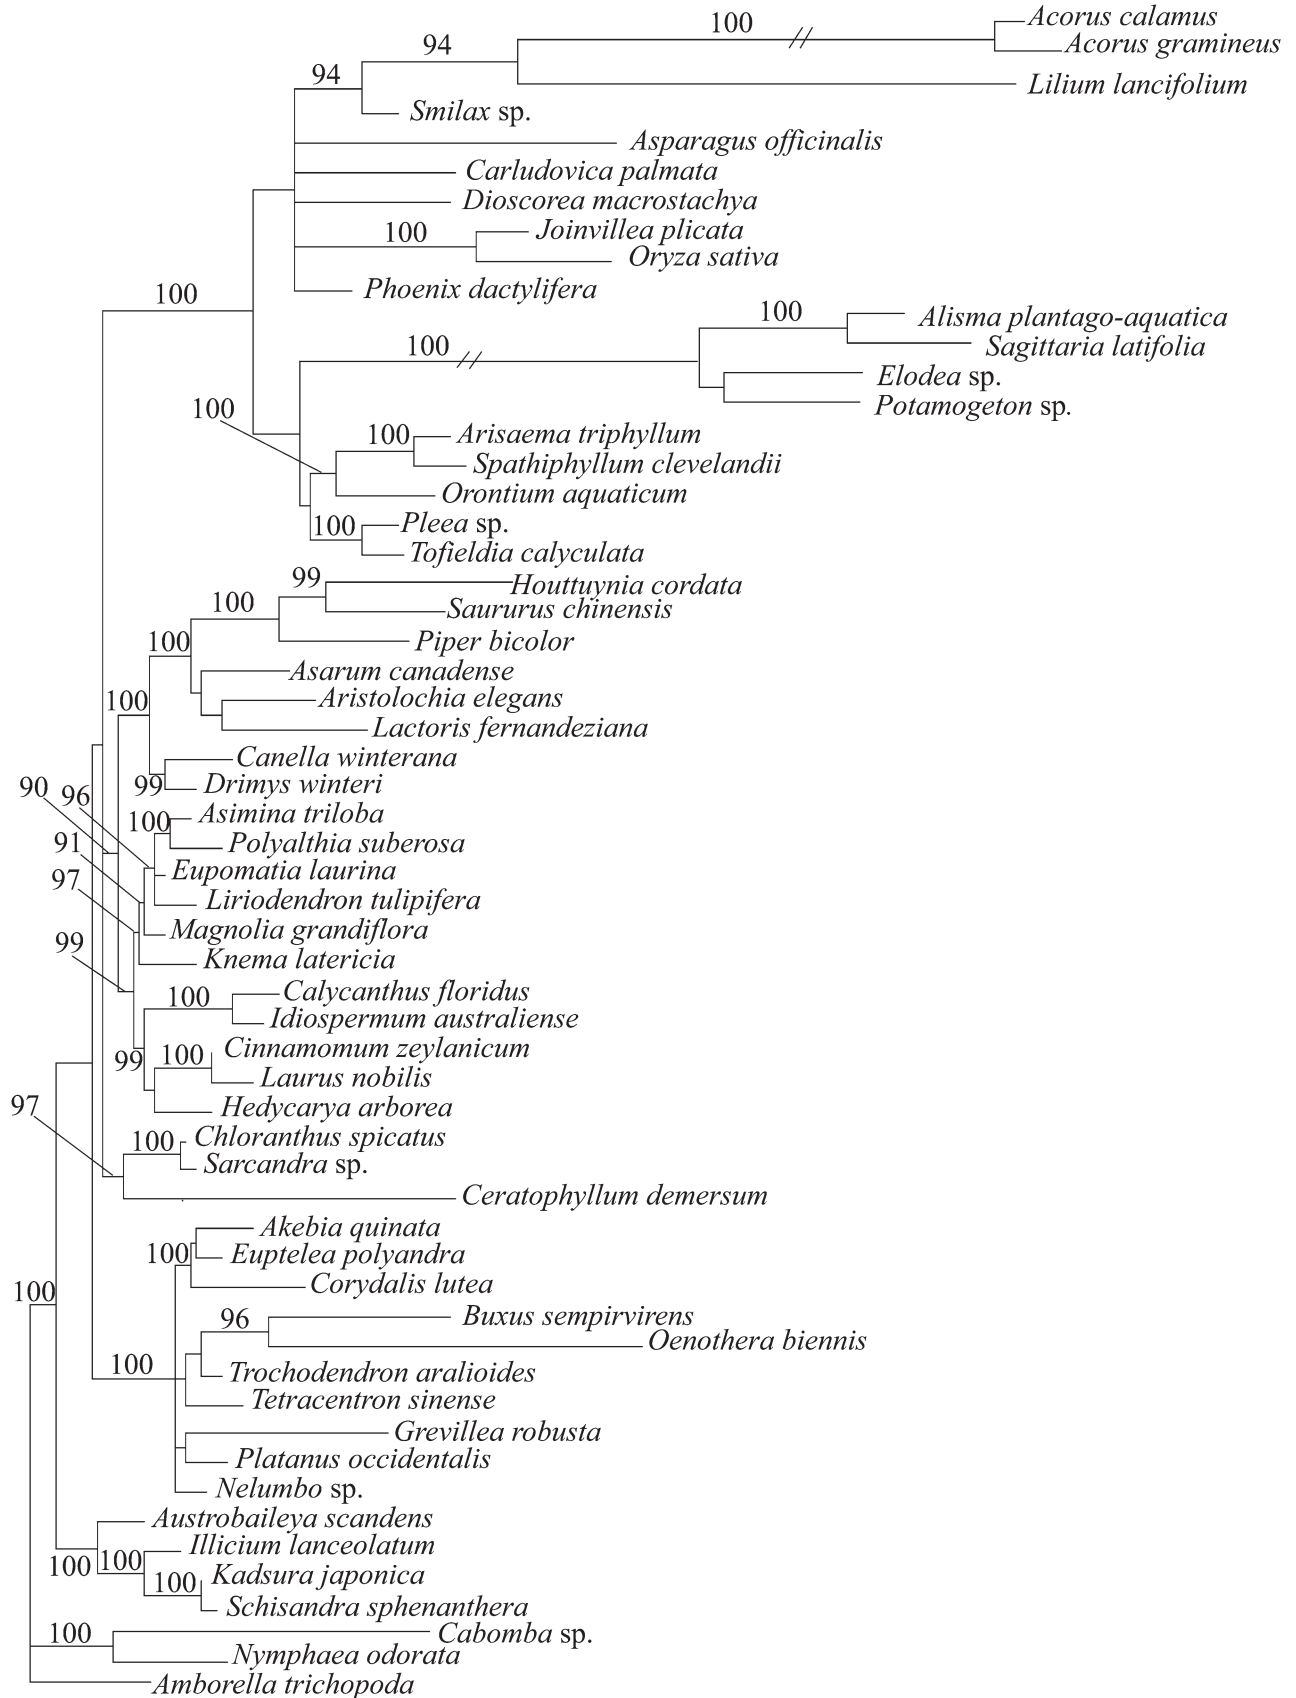 100
Acorus calamus
Acorus gramineus
94
Lilium lancifolium
94
Smilax sp.
Asparagus officinalis
Carludovica palmata
Dioscorea macrostachya
100
Joinvillea plicata
Oryza sativa
Phoenix dactylifera
100
100
Alisma plantago-aquatica
Sagittaria latifolia
100
Elodea sp.
Potamogeton sp.
100
100
Arisaema triphyllum
Spathiphyllum clevelandii
Orontium aquaticum
100
Pleea sp.
Tofieldia calyculata
99
Houttuynia cordata
Saururus chinensis
100
Piper bicolor
100
Asarum canadense
Aristolochia elegans
Lactoris fernandeziana
100
Canella winterana
99
Drimys winteri
90
96
100
Asimina triloba
Polyalthia suberosa
91
Eupomatia laurina
97
Liriodendron tulipifera
Magnolia grandiflora
99
Knema latericia
100
Calycanthus floridus
Idiospermum australiense
99
100
Cinnamomum zeylanicum
Laurus nobilis
Hedycarya arborea
97
100
Chloranthus spicatus
Sarcandra sp.
Ceratophyllum demersum
Akebia quinata
100
Euptelea polyandra
Corydalis lutea
100
96
Buxus sempirvirens
Oenothera biennis
100
Trochodendron aralioides
Tetracentron sinense
Grevillea robusta
Platanus occidentalis
Nelumbo sp.
Austrobaileya scandens
100
100
Illicium lanceolatum
100
Kadsura japonica
Schisandra sphenanthera
100
Cabomba sp.
Nymphaea odorata
Amborella trichopoda